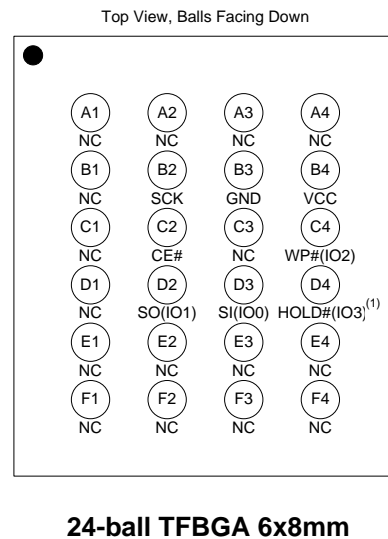 Top View, Balls Facing Down
A1 A2 A3 A4
NC NC NC NC
B1 B2 B3 B4
NC SCK GND VCC
C1 C2 C3 C4
NC CE# NC WP#(IO2)
D1 D2 D3 D4
NC SO(IO1) SI(IO0) HOLD#(IO3)(1)
E1 E2 E3 E4
NC NC NC NC
F1 F2 F3 F4
NC NC NC NC
24-ball TFBGA 6x8mm